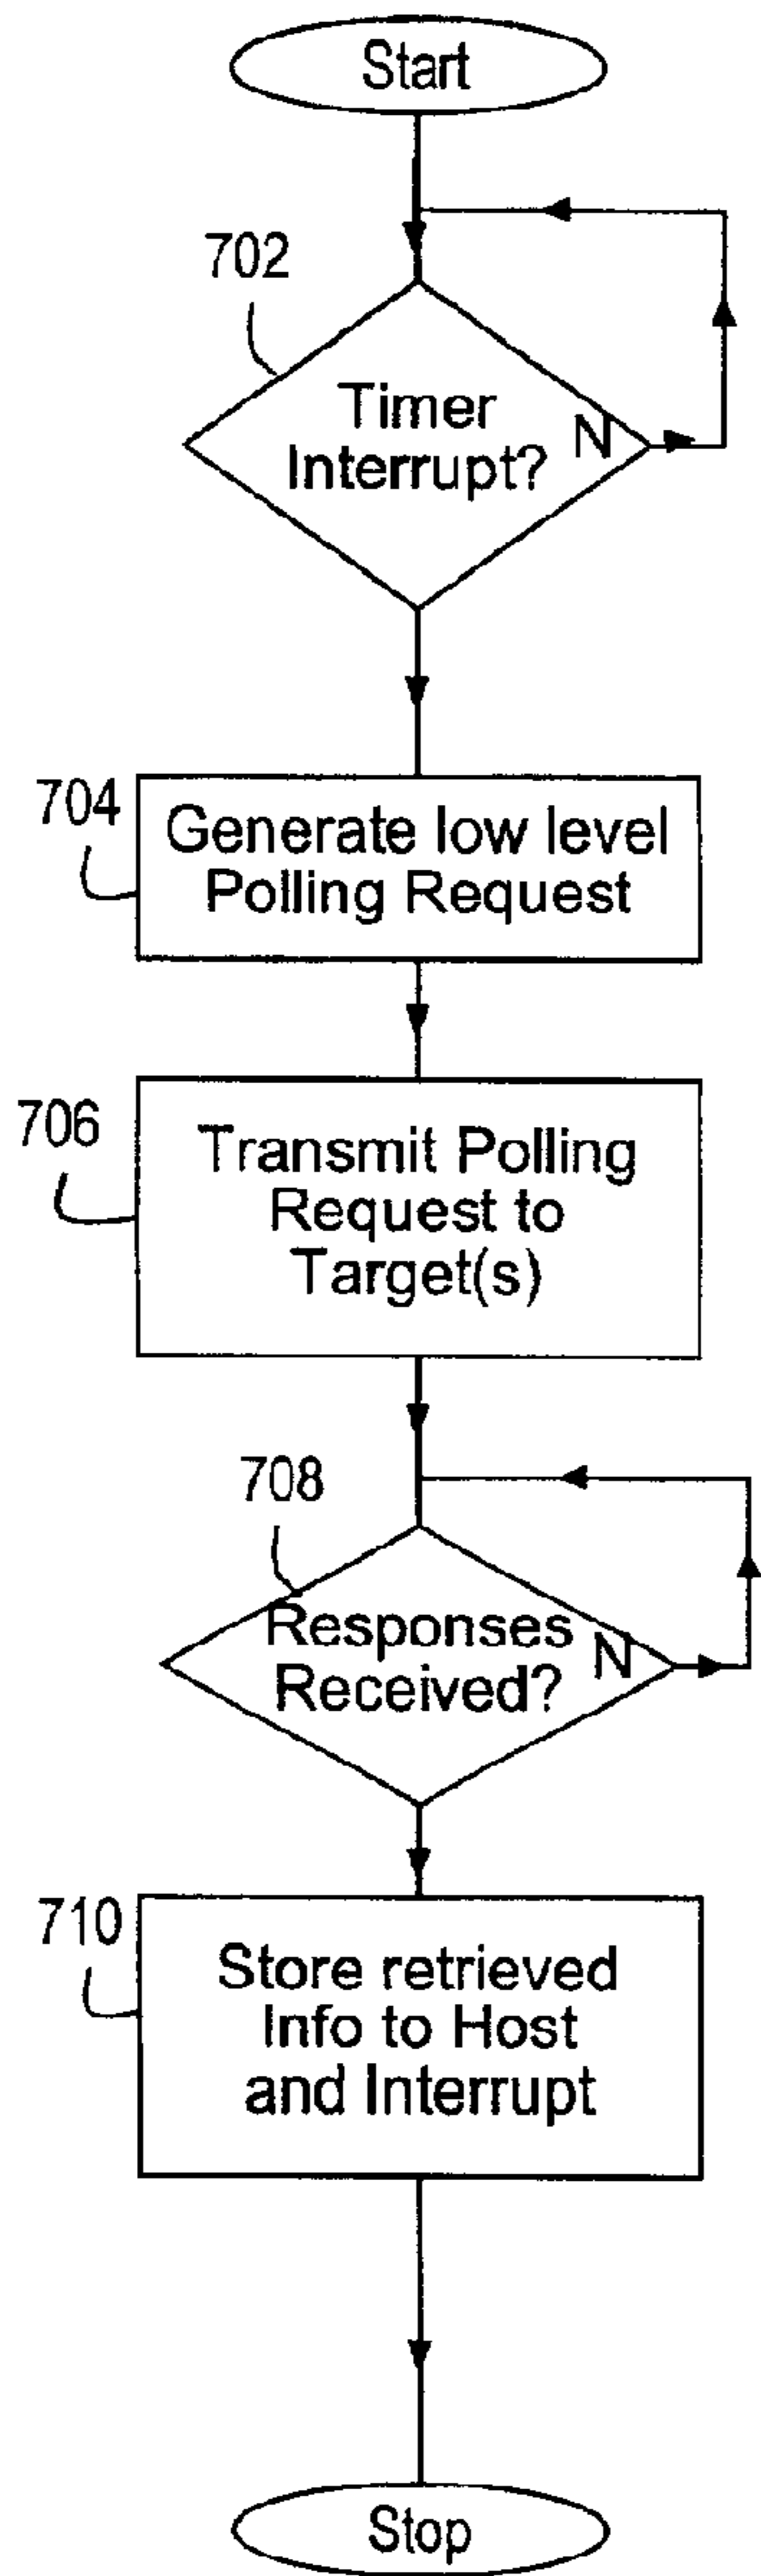 Start
702
Timer
Interrupt?
N
704
Generate low level
Polling Request
706
Transmit Polling
Request to
Target(s)
708
Responses
Received?
N
710
Store retrieved
Info to Host
and Interrupt
Stop